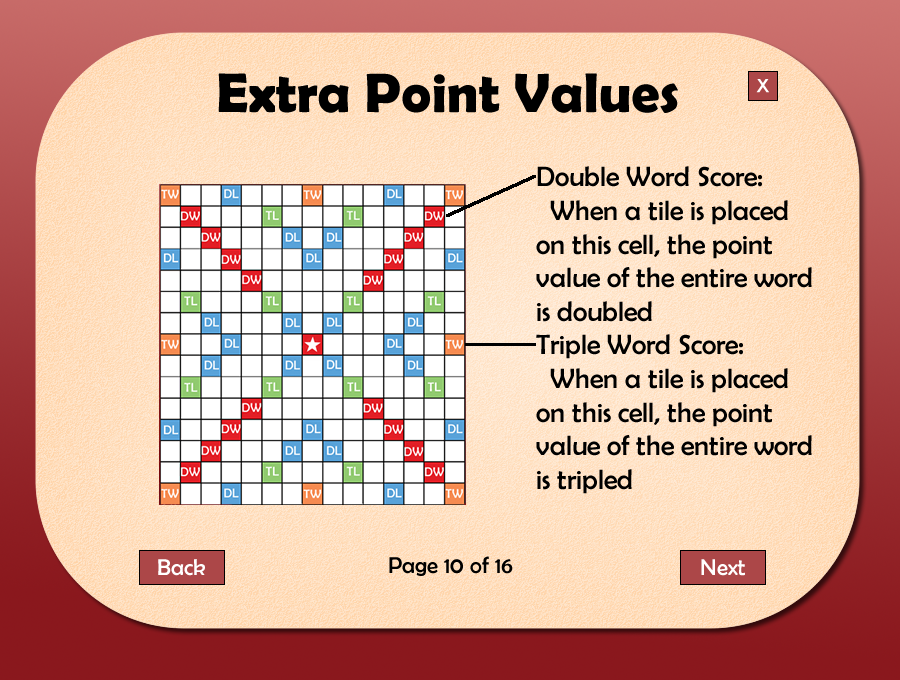 Extra Point Values
X
TW DL TW DL TW
DW TL TL DW
DW DL DL DW
DL DW DL DW DL
DW DW
TL TL TL TL
DL DL DL DL
TW DL DL TW
DL DL DL DL
TL TL TL TL
DW DW
DL DW DL DW DL
DW DL DL DW
DW TL TL DW
TW DL TW DL TW
Double Word Score:
When a tile is placed
on this cell, the point
value of the entire word
is doubled
Triple Word Score:
When a tile is placed
on this cell, the point
value of the entire word
is tripled
Back
Page 10 of 16
Next